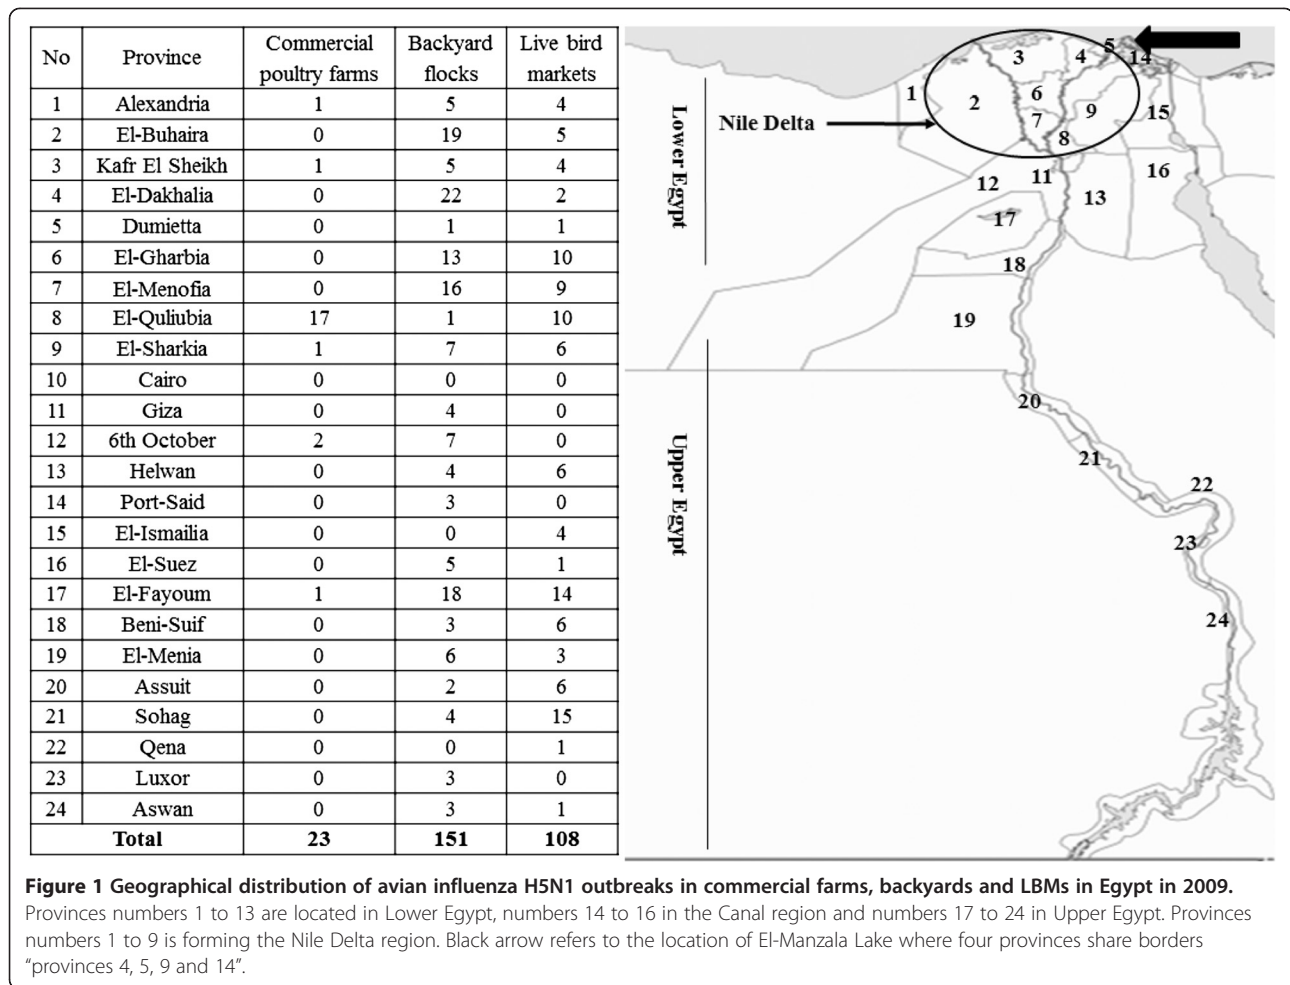 No Province Commercial poultry farms Backyard flocks Live bird markets
1 Alexandria 1 5 4
2 El-Buhaira 0 19 5
3 Kafr El Sheikh 1 5 4
4 El-Dakhalia 0 22 2
5 Dumietta 0 1 1
6 El-Gharbia 0 13 10
7 El-Menofia 0 16 9
8 El-Quliubia 17 1 10
9 El-Sharkia 1 7 6
10 Cairo 0 0 0
11 Giza 0 4 0
12 6th October 2 7 0
13 Helwan 0 4 6
14 Port-Said 0 3 0
15 El-Ismailia 0 0 4
16 El-Suez 0 5 1
17 El-Fayoum 1 18 14
18 Beni-Suif 0 3 6
19 El-Menia 0 6 3
20 Assuit 0 2 6
21 Sohag 0 4 15
22 Qena 0 0 1
23 Luxor 0 3 0
24 Aswan 0 3 1
Total 23 151 108
Lower Egypt
Upper Egypt
Nile Delta
1
2
3
4
5
14
6
7
8
9
15
16
11
12
13
17
18
19
20
21
22
23
24
Figure 1 Geographical distribution of avian influenza H5N1 outbreaks in commercial farms, backyards and LBMs in Egypt in 2009.
Provinces numbers 1 to 13 are located in Lower Egypt, numbers 14 to 16 in the Canal region and numbers 17 to 24 in Upper Egypt. Provinces
numbers 1 to 9 is forming the Nile Delta region. Black arrow refers to the location of El-Manzala Lake where four provinces share borders
“provinces 4, 5, 9 and 14”.